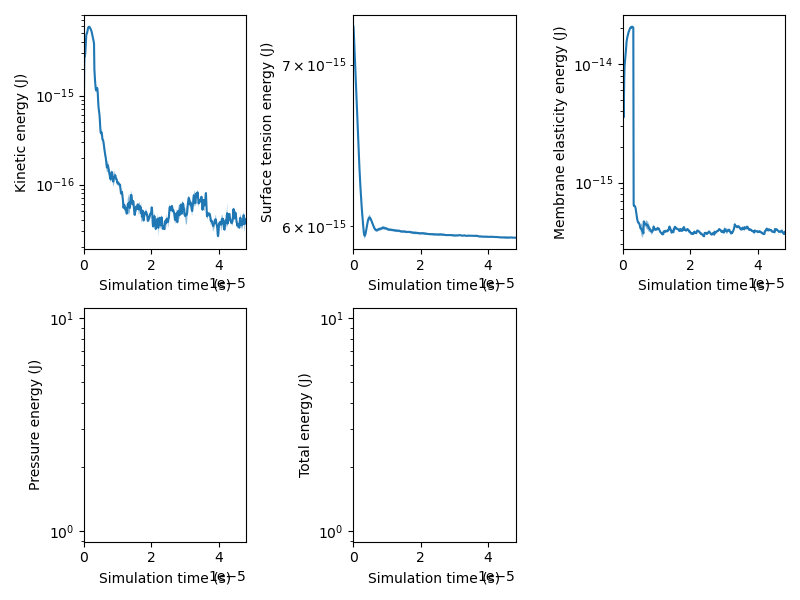 Kinetic energy (J)
10⁻¹⁵
10⁻¹⁶
0 2 4
1e−5
Simulation time (s)
Surface tension energy (J)
7 × 10⁻¹⁵
6 × 10⁻¹⁵
0 2 4
1e−5
Simulation time (s)
Membrane elasticity energy (J)
10⁻¹⁴
10⁻¹⁵
0 2 4
1e−5
Simulation time (s)
Pressure energy (J)
10¹
10⁰
0 2 4
1e−5
Simulation time (s)
Total energy (J)
10¹
10⁰
0 2 4
1e−5
Simulation time (s)